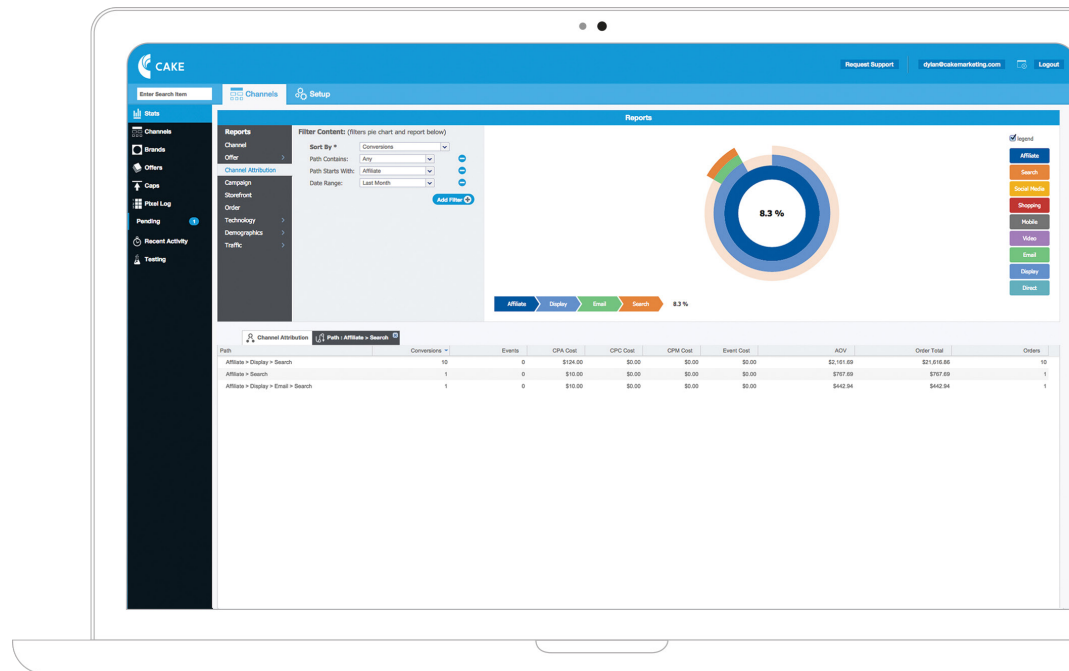 CAKE
Request Support
dylan@cakemarketing.com
Logout
Enter Search Item
Channels
Setup
Stats
Channels
Brands
Offers
Caps
Pixel Log
Pending
1
Recent Activity
Testing
Reports
Reports
Channel
Offer
Channel Attribution
Campaign
Storefront
Order
Technology
Demographics
Traffic
Filter Content: (filters pie chart and report below)
Sort By * Conversions
Path Contains: Any
Path Starts With: Affiliate
Date Range: Last Month
Add Filter
8.3 %
legend
Affiliate
Search
Social Media
Shopping
Mobile
Video
Email
Display
Direct
Affiliate Display Email Search 8.3 %
Channel Attribution Path : Affiliate > Search
Path Conversions Events CPA Cost CPC Cost CPM Cost Event Cost AOV Order Total Orders
Affiliate > Display > Search 10 0 $124.00 $0.00 $0.00 $0.00 $2,161.69 $21,616.86 10
Affiliate > Search 1 0 $10.00 $0.00 $0.00 $0.00 $767.69 $767.69 1
Affiliate > Display > Email > Search 1 0 $10.00 $0.00 $0.00 $0.00 $442.94 $442.94 1